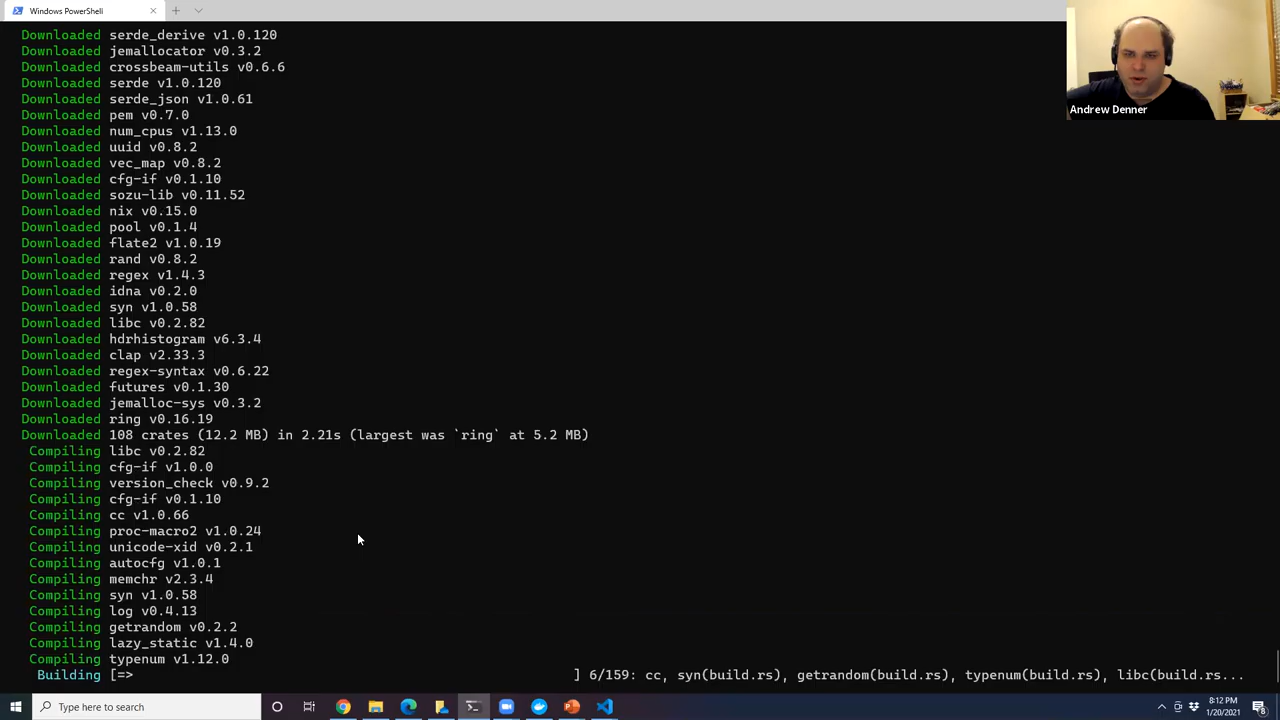 Windows PowerShell
Downloaded serde_derive v1.0.120
Downloaded jemallocator v0.3.2
Downloaded crossbeam-utils v0.6.6
Downloaded serde v1.0.120
Downloaded serde_json v1.0.61
Downloaded pem v0.7.0
Downloaded num_cpus v1.13.0
Downloaded uuid v0.8.2
Downloaded vec_map v0.8.2
Downloaded cfg-if v0.1.10
Downloaded sozu-lib v0.11.52
Downloaded nix v0.15.0
Downloaded pool v0.1.4
Downloaded flate2 v1.0.19
Downloaded rand v0.8.2
Downloaded regex v1.4.3
Downloaded idna v0.2.0
Downloaded syn v1.0.58
Downloaded libc v0.2.82
Downloaded hdrhistogram v6.3.4
Downloaded clap v2.33.3
Downloaded regex-syntax v0.6.22
Downloaded futures v0.1.30
Downloaded jemalloc-sys v0.3.2
Downloaded ring v0.16.19
Downloaded 108 crates (12.2 MB) in 2.21s (largest was `ring` at 5.2 MB)
Compiling libc v0.2.82
Compiling cfg-if v1.0.0
Compiling version_check v0.9.2
Compiling cfg-if v0.1.10
Compiling cc v1.0.66
Compiling proc-macro2 v1.0.24
Compiling unicode-xid v0.2.1
Compiling autocfg v1.0.1
Compiling memchr v2.3.4
Compiling syn v1.0.58
Compiling log v0.4.13
Compiling getrandom v0.2.2
Compiling lazy_static v1.4.0
Compiling typenum v1.12.0
Building [=> ] 6/159: cc, syn(build.rs), getrandom(build.rs), typenum(build.rs), libc(build.rs...
Andrew Denner
Type here to search
8:12 PM
1/20/2021
8